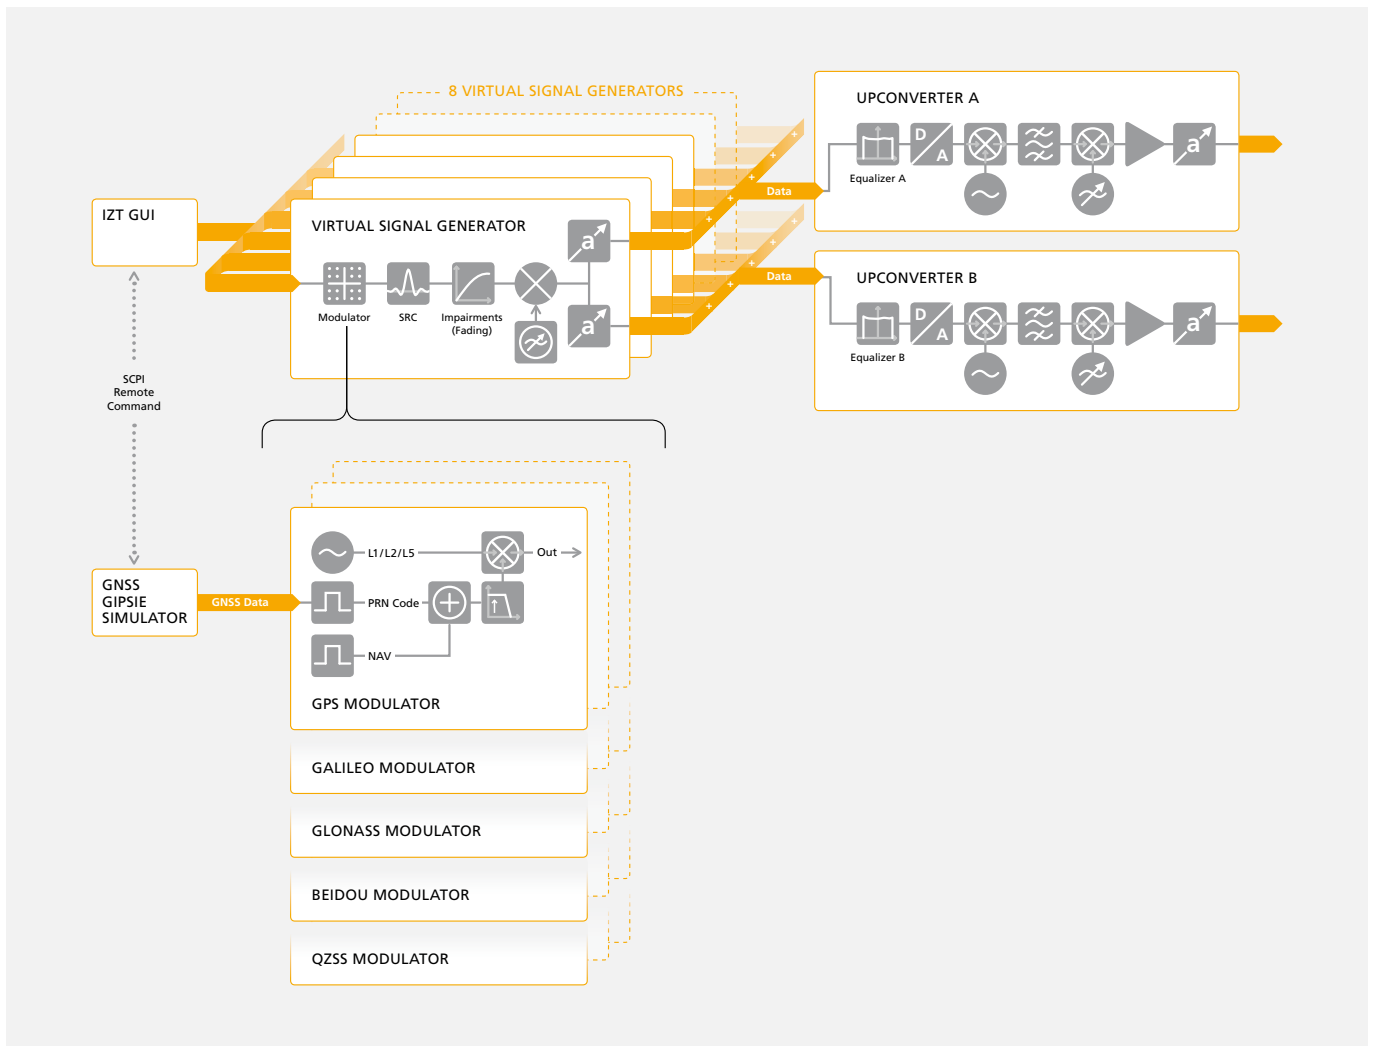 8 VIRTUAL SIGNAL GENERATORS
IZT GUI
VIRTUAL SIGNAL GENERATOR
a
Modulator
SRC
Impairments
(Fading)
a
Data
Data
UPCONVERTER A
D
A
a
Equalizer A
UPCONVERTER B
D
A
a
Equalizer B
SCPI
Remote
Command
GNSS
GIPSIE
SIMULATOR
GNSS Data
L1/L2/L5
Out
PRN Code
NAV
GPS MODULATOR
GALILEO MODULATOR
GLONASS MODULATOR
BEIDOU MODULATOR
QZSS MODULATOR